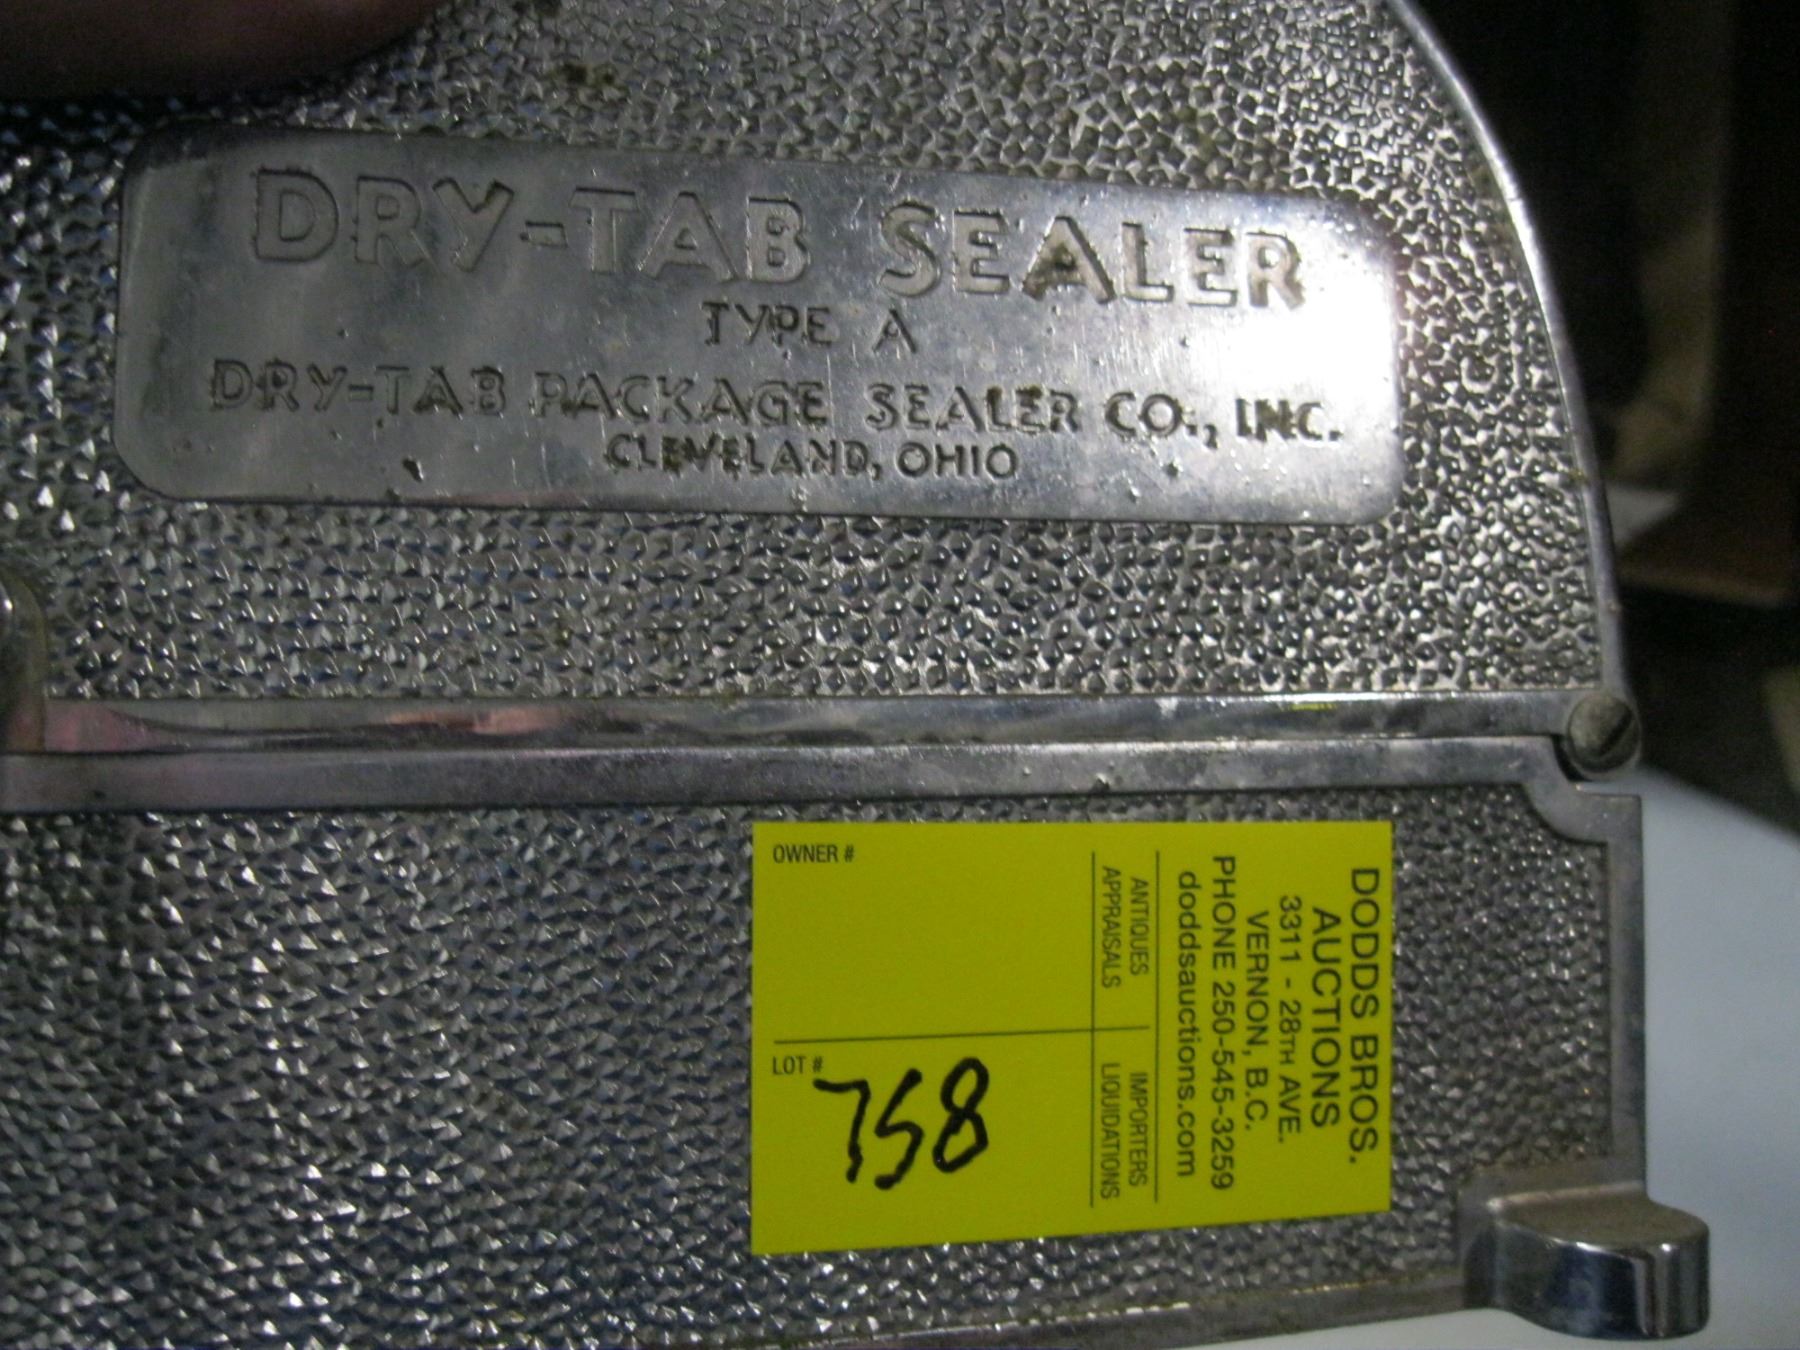 DRY-TAB SEALER
TYPE A
DRY-TAB PACKAGE SEALER CO., INC.
CLEVELAND, OHIO
DODDS BROS.
AUCTIONS
3311 - 28TH AVE.
VERNON, B.C.
PHONE 250-545-3259
doddsauctions.com
ANTIQUES
APPRAISALS
IMPORTERS
LIQUIDATIONS
OWNER #
LOT # 758